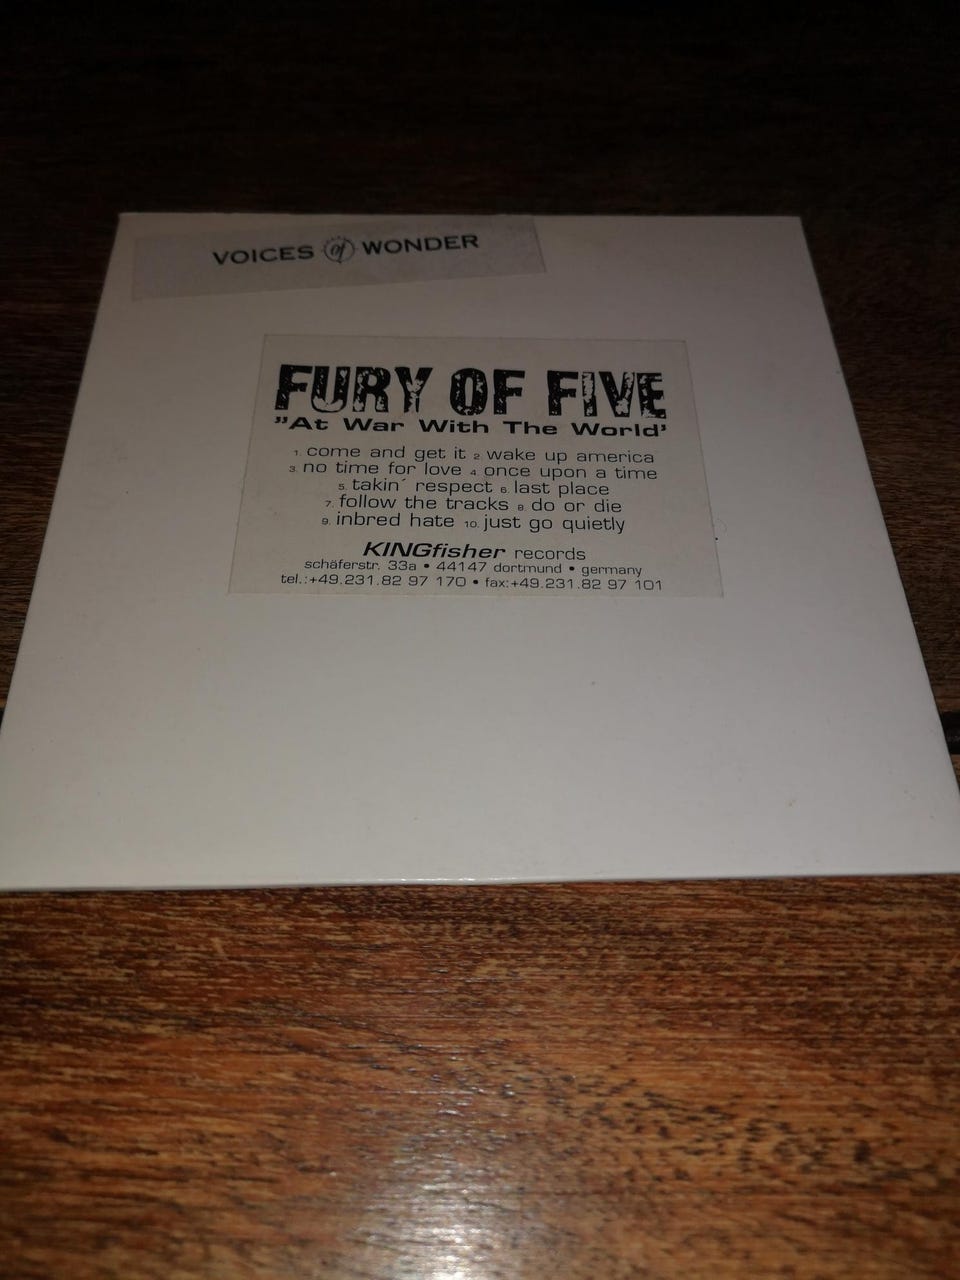 VOICES of WONDER
FURY OF FIVE
"At War With The World'
1. come and get it 2. wake up america
3. no time for love 4. once upon a time
5. takin´ respect 6. last place
7. follow the tracks 8. do or die
9. inbred hate 10. just go quietly
KINGfisher records
schäferstr. 33a • 44147 dortmund • germany
tel.:+49.231.82 97 170 • fax:+49.231.82 97 101